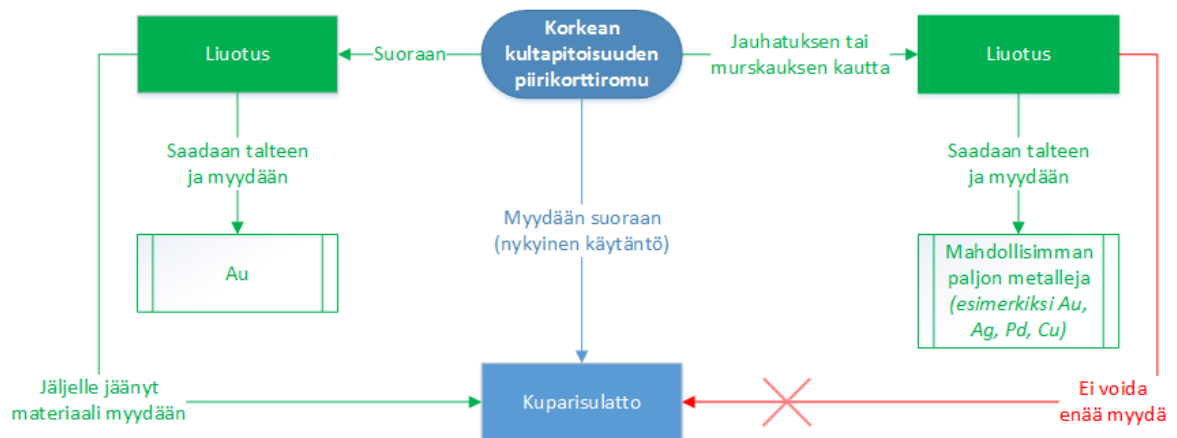 Korkean
kultapitoisuuden
piirikorttiromu
Liuotus
Suoraan
Jauhatuksen tai
murskauksen kautta
Liuotus
Saadaan talteen
ja myydään
Saadaan talteen
ja myydään
Myydään suoraan
(nykyinen käytäntö)
Au
Mahdollisimman
paljon metalleja
(esimerkiksi Au,
Ag, Pd, Cu)
Jäljelle jäänyt
materiaali myydään
Kuparisulatto
Ei voida
enää myydä